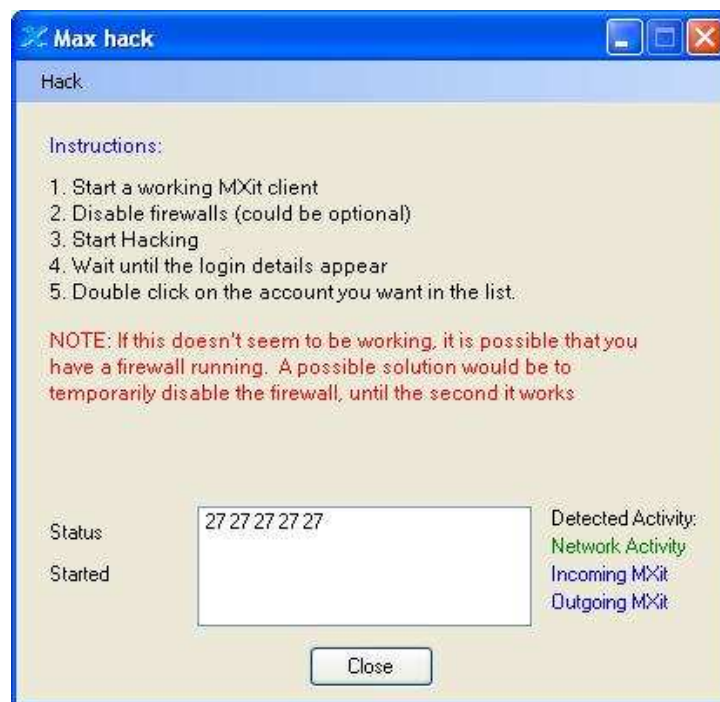 Max hack
Hack
Instructions:
1. Start a working MXit client
2. Disable firewalls (could be optional)
3. Start Hacking
4. Wait until the login details appear
5. Double click on the account you want in the list.
NOTE: If this doesn't seem to be working, it is possible that you
have a firewall running.  A possible solution would be to
temporarily disable the firewall, until the second it works
Status
Started
27 27 27 27 27
Detected Activity:
Network Activity
Incoming MXit
Outgoing MXit
Close